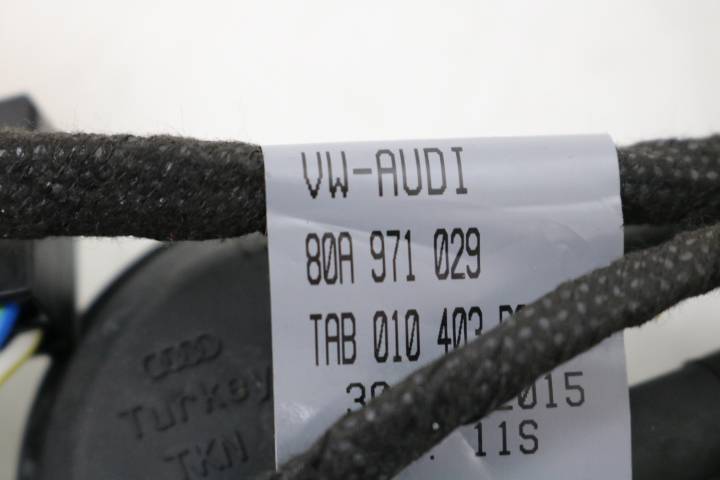 VW-AUDI
80A 971 029
TAB 010 403
2015
11S
Turkey
TKN